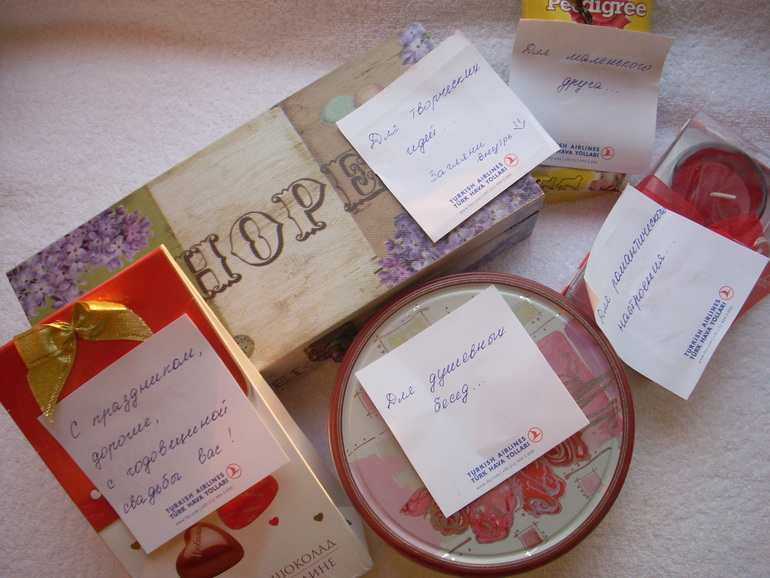 Pedigree
Для маленького
друга...
TURKISH AIRLINES
TÜRK HAVA YOLLARI
Для творческих
идей...
загляни
внутрь
TURKISH AIRLINES
TÜRK HAVA YOLLARI
HOPE
Для романтического
настроения...
TURKISH AIRLINES
TÜRK HAVA YOLLARI
Для душевных
бесед...
TURKISH AIRLINES
TÜRK HAVA YOLLARI
С праздником,
дорогие,
с годовщиной
свадьбы вас!
TURKISH AIRLINES
TÜRK HAVA YOLLARI
ШОКОЛАД